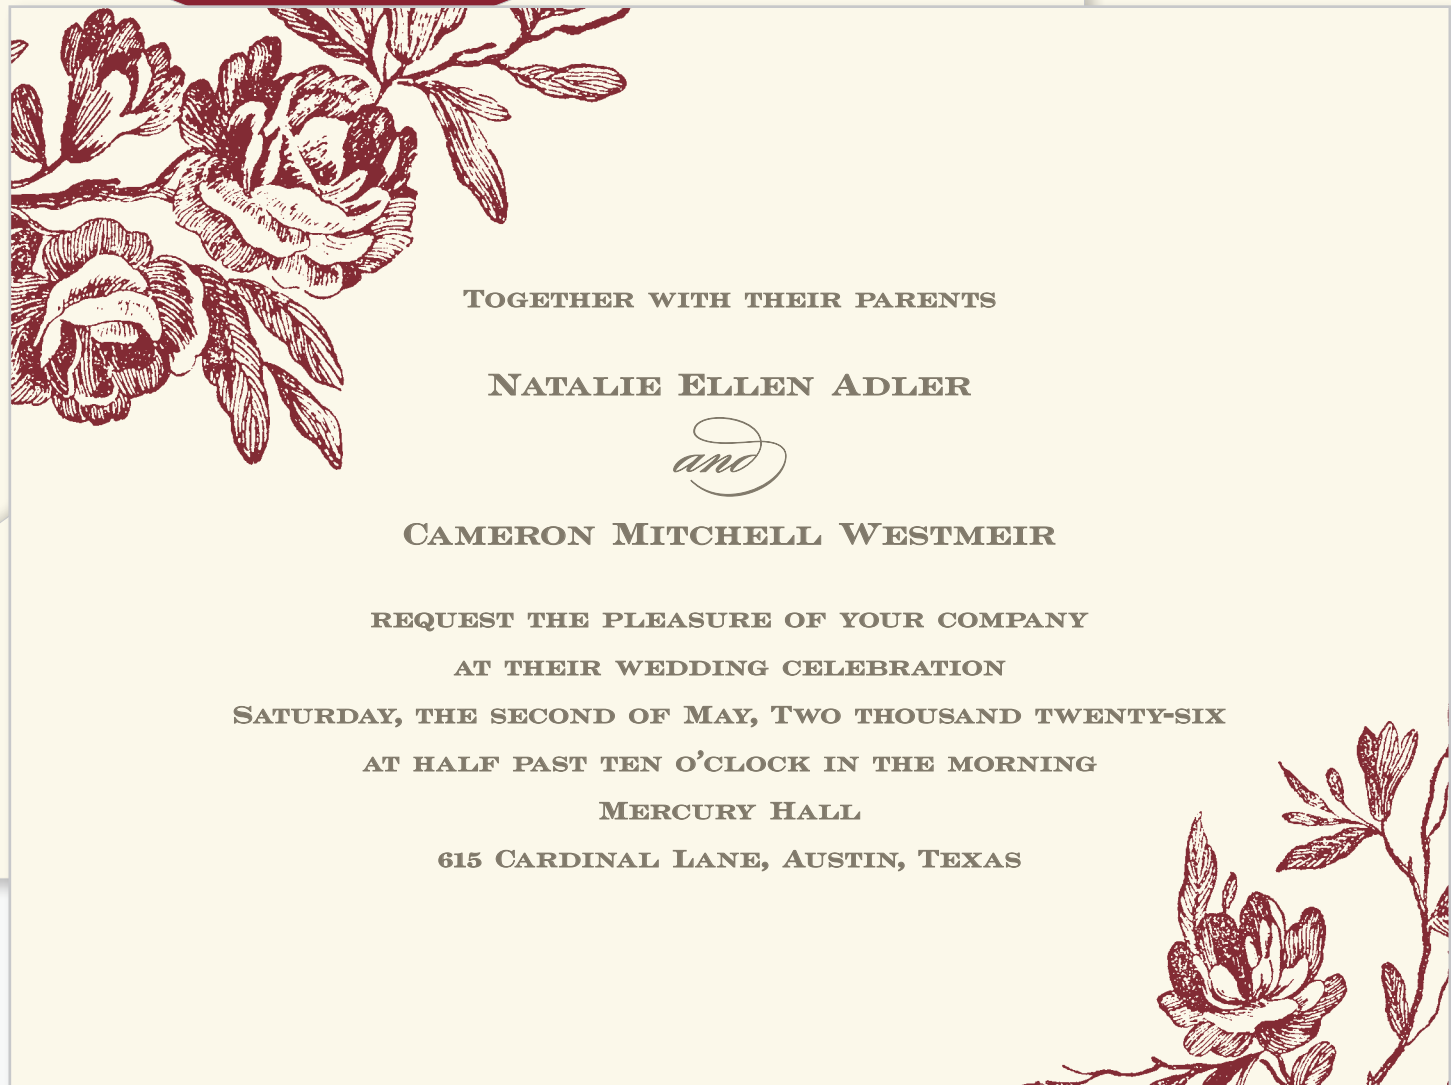 Together with their parents
Natalie Ellen Adler
and
Cameron Mitchell Westmeir
request the pleasure of your company
at their wedding celebration
Saturday, the second of May, Two thousand twenty-six
at half past ten o’clock in the morning
Mercury Hall
615 Cardinal Lane, Austin, Texas